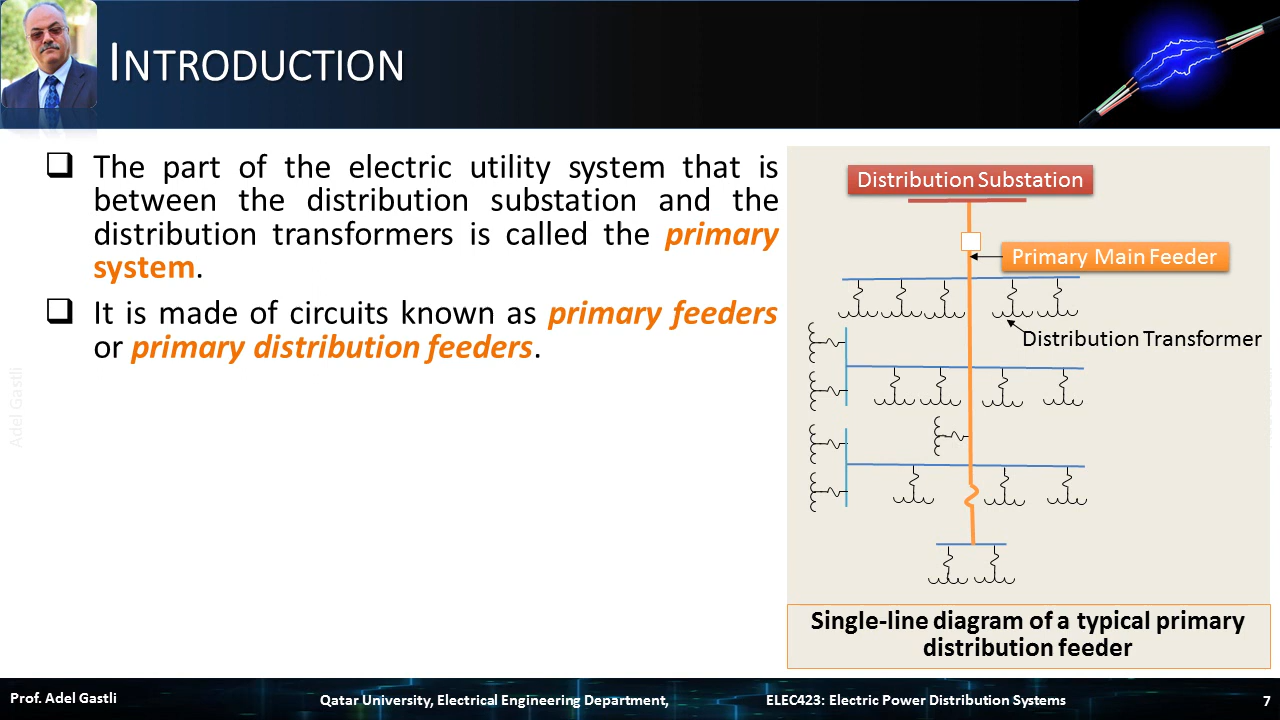 INTRODUCTION
❑ The part of the electric utility system that is
between the distribution substation and the
distribution transformers is called the primary
system.
❑ It is made of circuits known as primary feeders
or primary distribution feeders.
Distribution Substation
Primary Main Feeder
Distribution Transformer
Single-line diagram of a typical primary
distribution feeder
Adel Gastli
Prof. Adel Gastli
Qatar University, Electrical Engineering Department,
ELEC423: Electric Power Distribution Systems
7